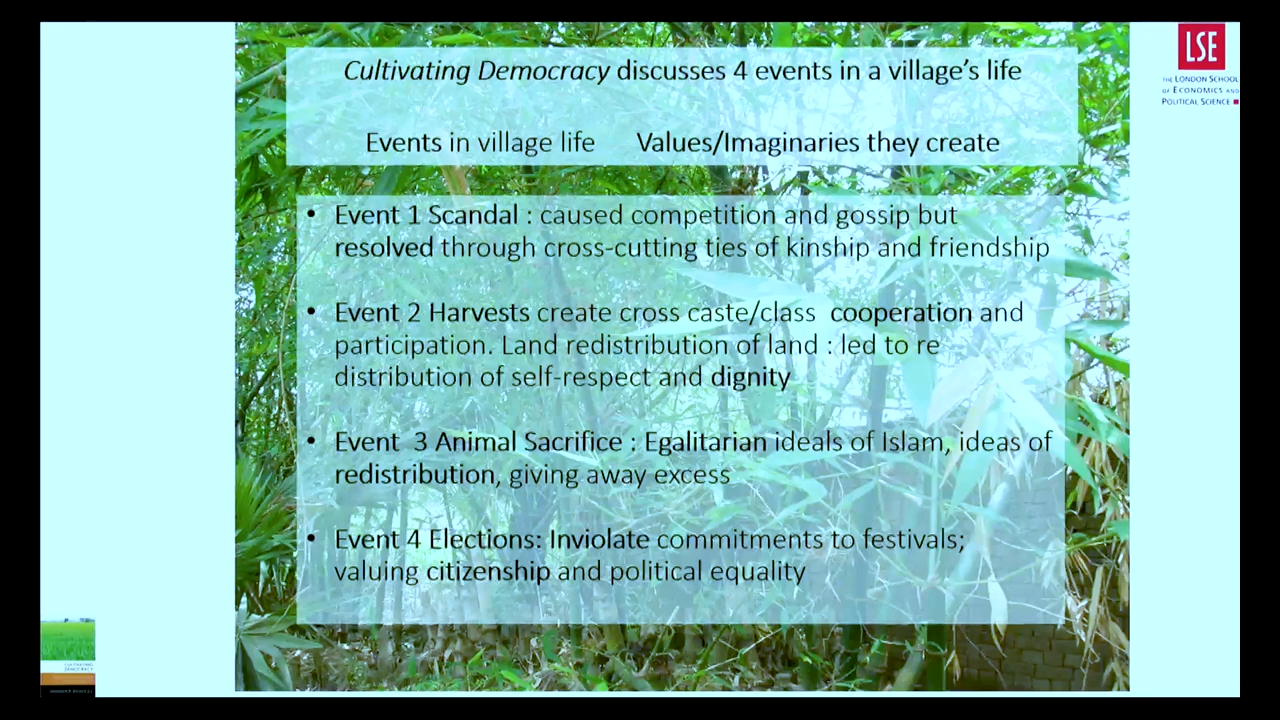 Cultivating Democracy discusses 4 events in a village's life
Events in village life Values/Imaginaries they create
• Event 1 Scandal : caused competition and gossip but
resolved through cross-cutting ties of kinship and friendship
• Event 2 Harvests create cross caste/class cooperation and
participation. Land redistribution of land : led to re
distribution of self-respect and dignity
• Event 3 Animal Sacrifice : Egalitarian ideals of Islam, ideas of
redistribution, giving away excess
• Event 4 Elections: Inviolate commitments to festivals;
valuing citizenship and political equality
LSE
THE LONDON SCHOOL
OF ECONOMICS AND
POLITICAL SCIENCE
CULTIVATING
DEMOCRACY